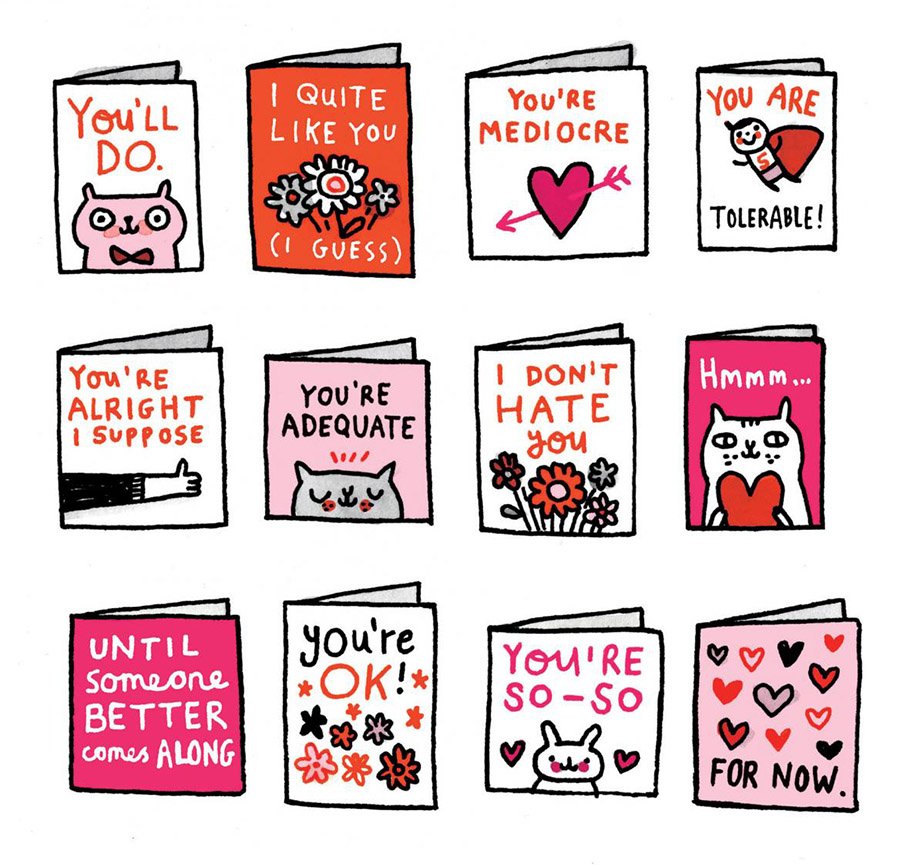 You'LL
DO.
I QUITE
LIKE YOU
(I GUESS)
YOU'RE
MEDIOCRE
YOU ARE
S
TOLERABLE!
YOU'RE
ALRIGHT
I SUPPOSE
YOU'RE
ADEQUATE
I DON'T
HATE
you
Hmmm...
UNTIL
someone
BETTER
comes ALONG
you're
OK!
YOU'RE
SO-SO
FOR NOW.